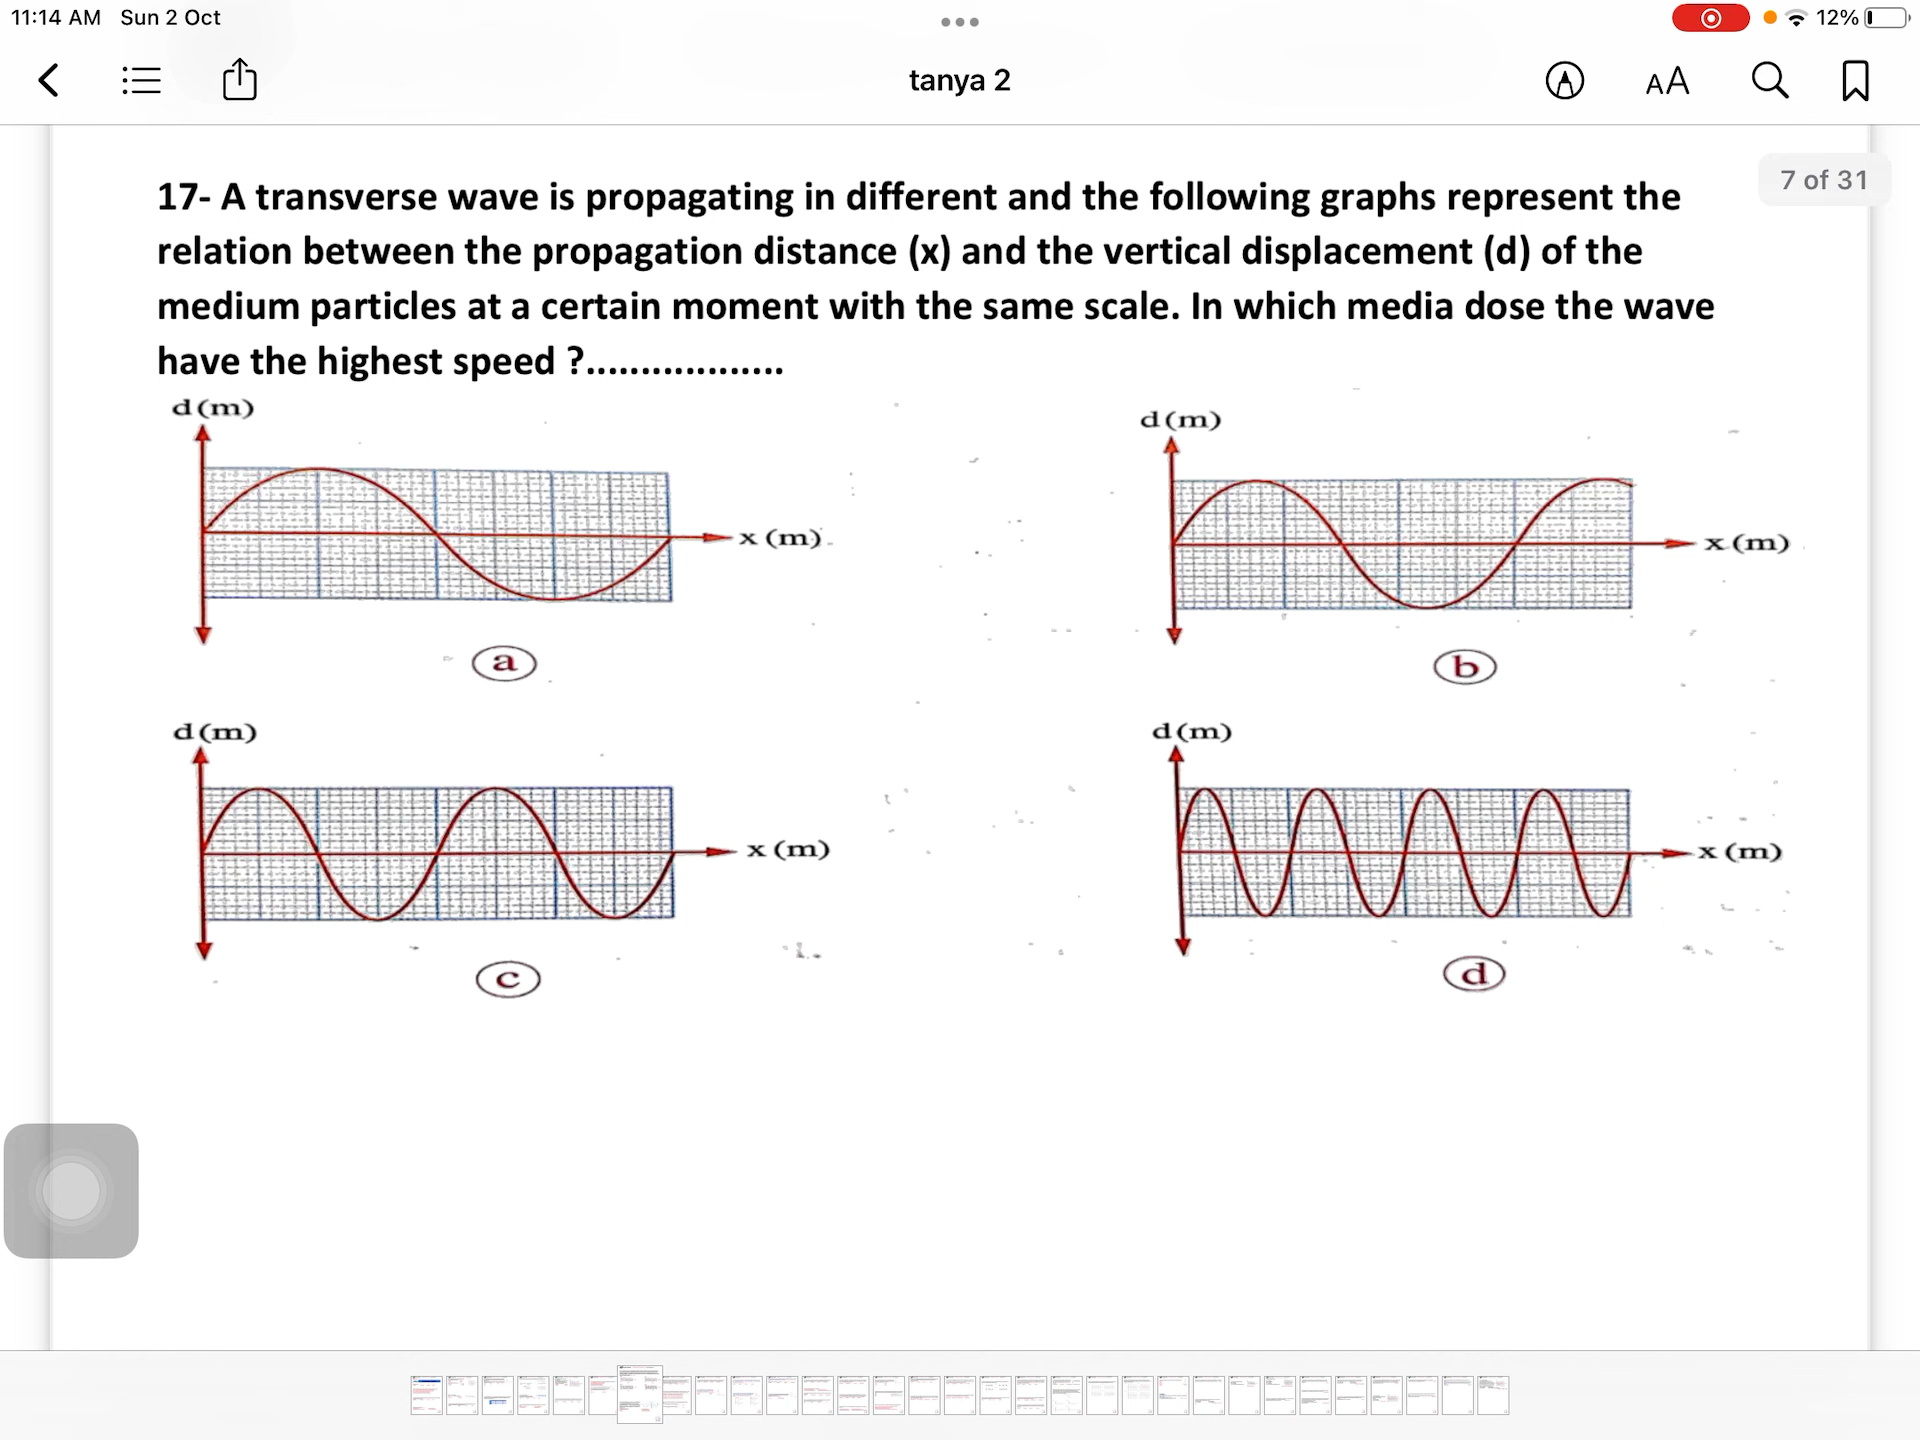 11:14 AM Sun 2 Oct
12%
tanya 2
AA
7 of 31
17- A transverse wave is propagating in different and the following graphs represent the
relation between the propagation distance (x) and the vertical displacement (d) of the
medium particles at a certain moment with the same scale. In which media dose the wave
have the highest speed ?..................
d (m)
x (m)
a
d (m)
x (m)
b
d (m)
x (m)
c
d (m)
x (m)
d